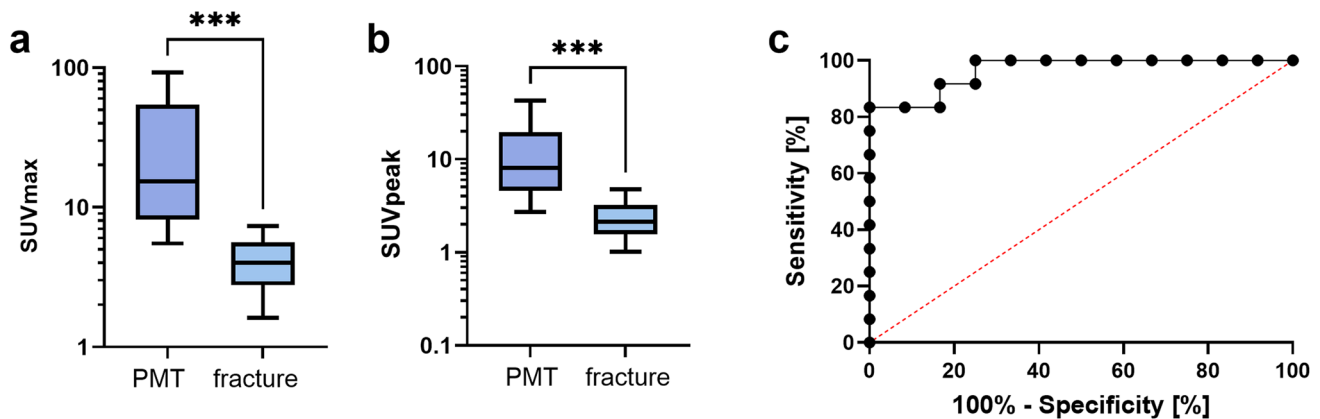 a
***
SUVmax
100
10
1
PMT
fracture
b
***
SUVpeak
100
10
1
0.1
PMT
fracture
c
Sensitivity [%]
100
80
60
40
20
0
0
20
40
60
80
100
100% - Specificity [%]